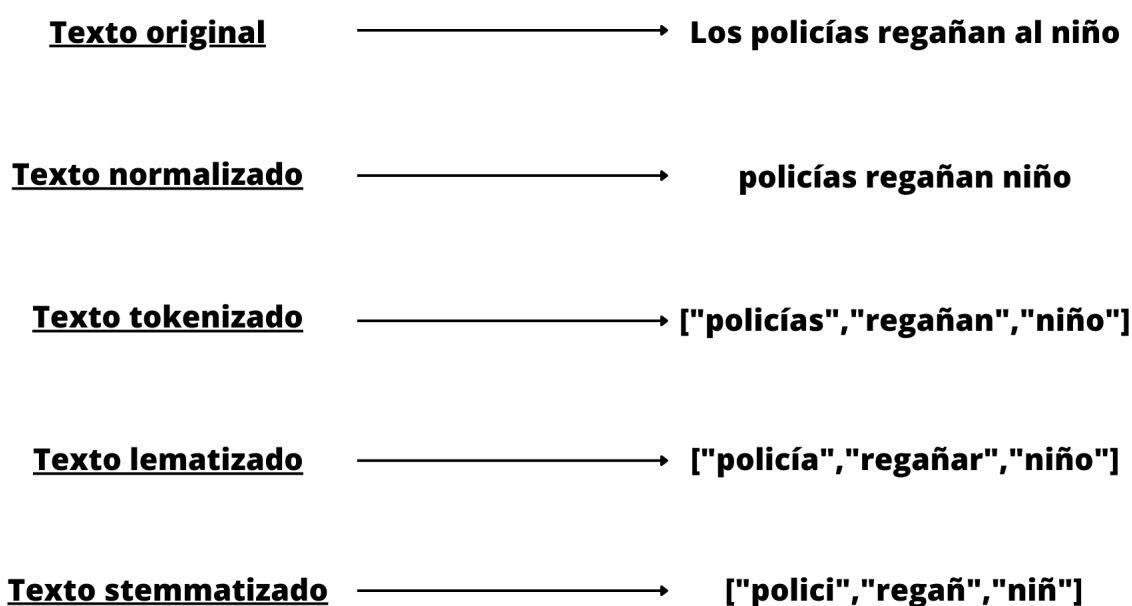 Texto original Los policías regañan al niño
Texto normalizado policías regañan niño
Texto tokenizado ["policías","regañan","niño"]
Texto lematizado ["policía","regañar","niño"]
Texto stemmatizado ["polici","regañ","niñ"]